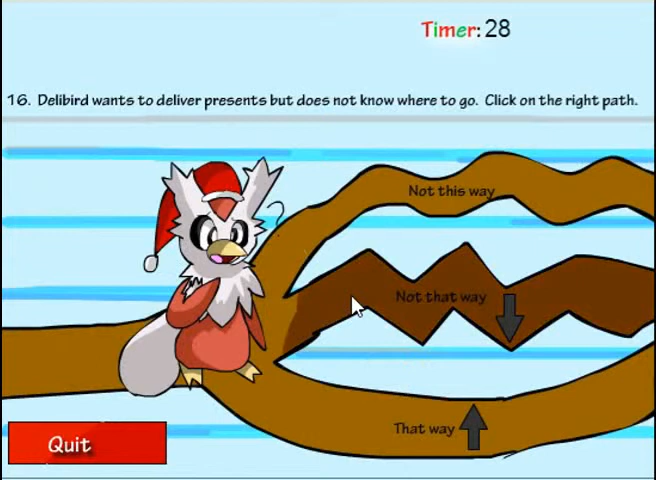 Timer: 28
16. Delibird wants to deliver presents but does not know where to go. Click on the right path.
Not this way
Not that way
That way
Quit